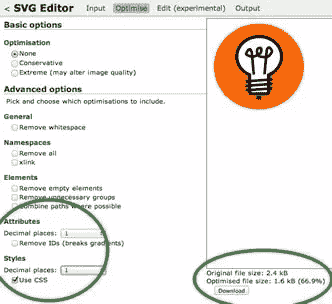 < SVG Editor Input Optimise Edit (experimental) Output
Basic options
Optimisation
None
Conservative
Extreme (may alter image quality)
Advanced options
Pick and choose which optimisations to include.
General
Remove whitespace
Namespaces
Remove all
xlink
Elements
Remove empty elements
Remove unnecessary groups
Combine paths where possible
Attributes
Decimal places: 1
Remove IDs (breaks gradients)
Styles
Decimal places: 1
Use CSS
Original file size: 2.4 kB
Optimised file size: 1.6 kB (66.9%)
Download